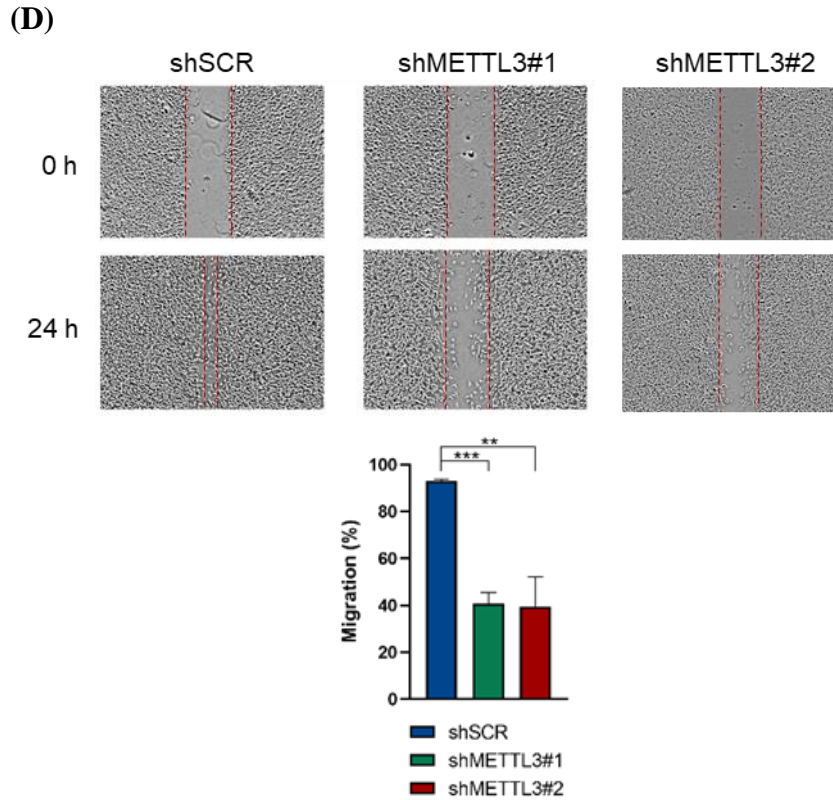 (D)
shSCR shMETTL3#1 shMETTL3#2
0 h
24 h
**
***
100
80
60
40
20
0
Migration (%)
shSCR
shMETTL3#1
shMETTL3#2